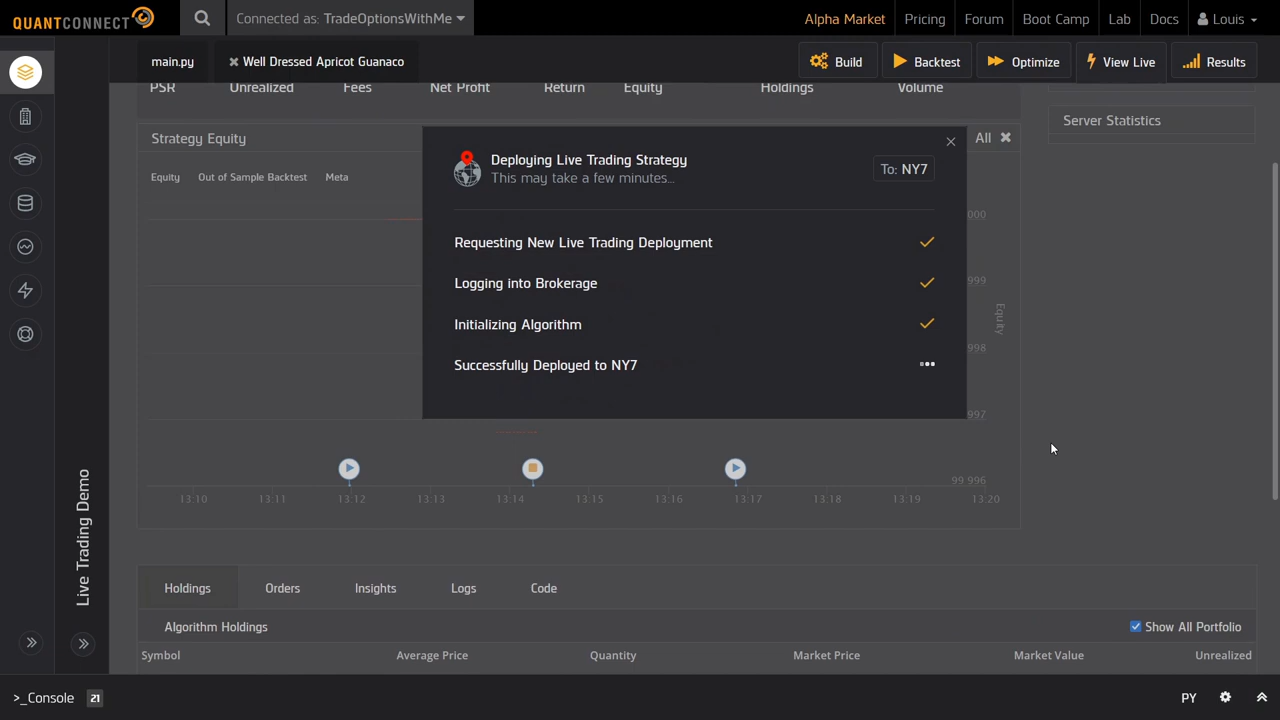 QUANTCONNECT
Connected as: TradeOptionsWithMe
Alpha Market
Pricing
Forum
Boot Camp
Lab
Docs
Louis
main.py
Well Dressed Apricot Guanaco
Build
Backtest
Optimize
View Live
Results
PSR
Unrealized
Fees
Net Profit
Return
Equity
Holdings
Volume
Server Statistics
Strategy Equity
All
Equity
Out of Sample Backtest
Meta
Deploying Live Trading Strategy
This may take a few minutes...
To: NY7
Requesting New Live Trading Deployment
Logging into Brokerage
Initializing Algorithm
Successfully Deployed to NY7
000
999
998
997
99 996
Equity
13:10
13:11
13:12
13:13
13:14
13:15
13:16
13:17
13:18
13:19
13:20
Live Trading Demo
Holdings
Orders
Insights
Logs
Code
Algorithm Holdings
Show All Portfolio
Symbol
Average Price
Quantity
Market Price
Market Value
Unrealized
>_Console
21
PY